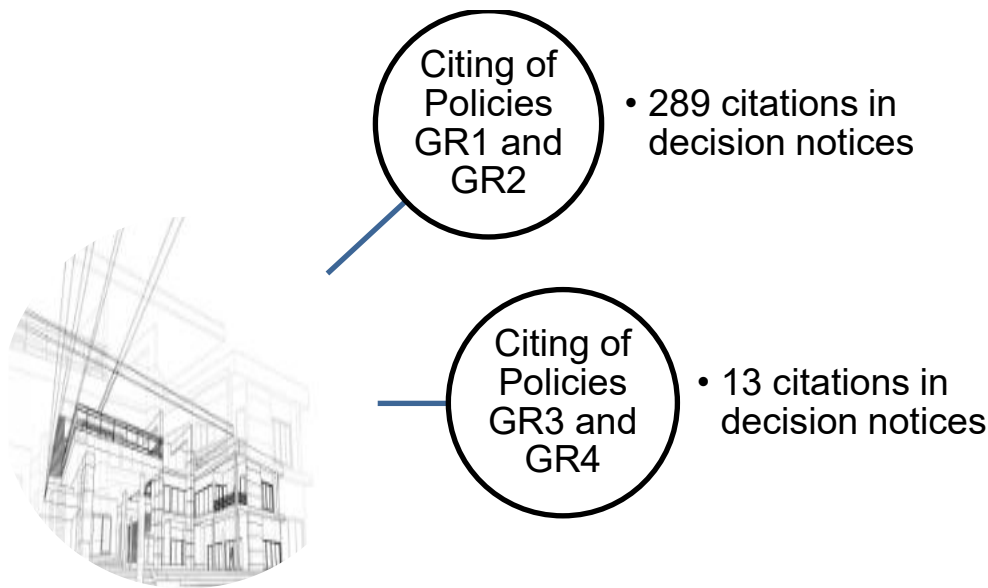 Citing of
Policies
GR1 and
GR2
• 289 citations in
decision notices
Citing of
Policies
GR3 and
GR4
• 13 citations in
decision notices